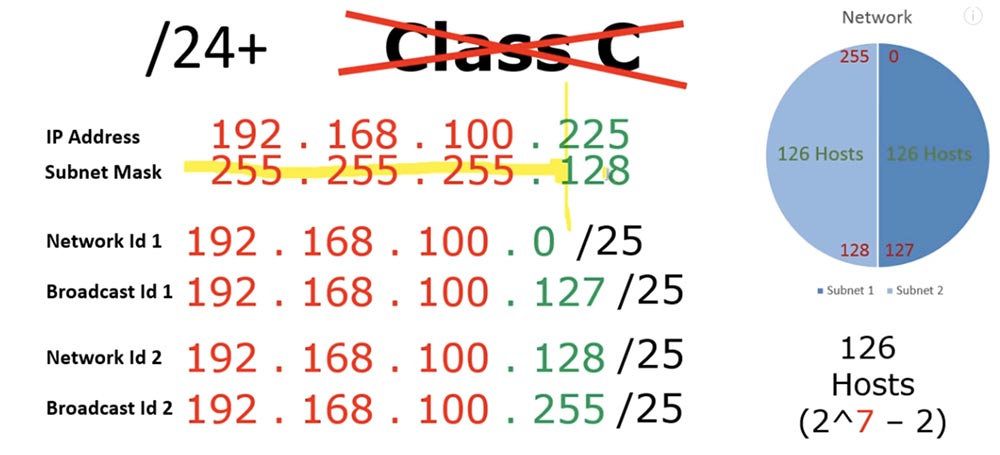 /24+ Class C
IP Address 192 . 168 . 100 . 225
Subnet Mask 255 . 255 . 255 . 128
Network Id 1 192 . 168 . 100 . 0 /25
Broadcast Id 1 192 . 168 . 100 . 127 /25
Network Id 2 192 . 168 . 100 . 128 /25
Broadcast Id 2 192 . 168 . 100 . 255 /25
Network
i
255 0
126 Hosts 126 Hosts
128 127
Subnet 1 Subnet 2
126
Hosts
(2^7 – 2)